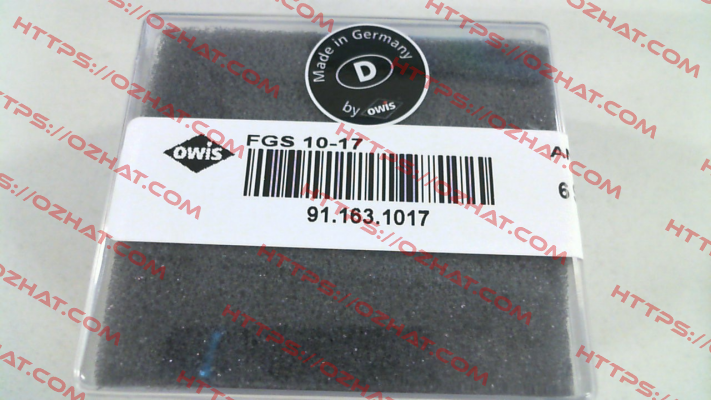 Made in Germany
D
by owis
owis
FGS 10-17
91.163.1017
HTTPS://OZHAT.COM